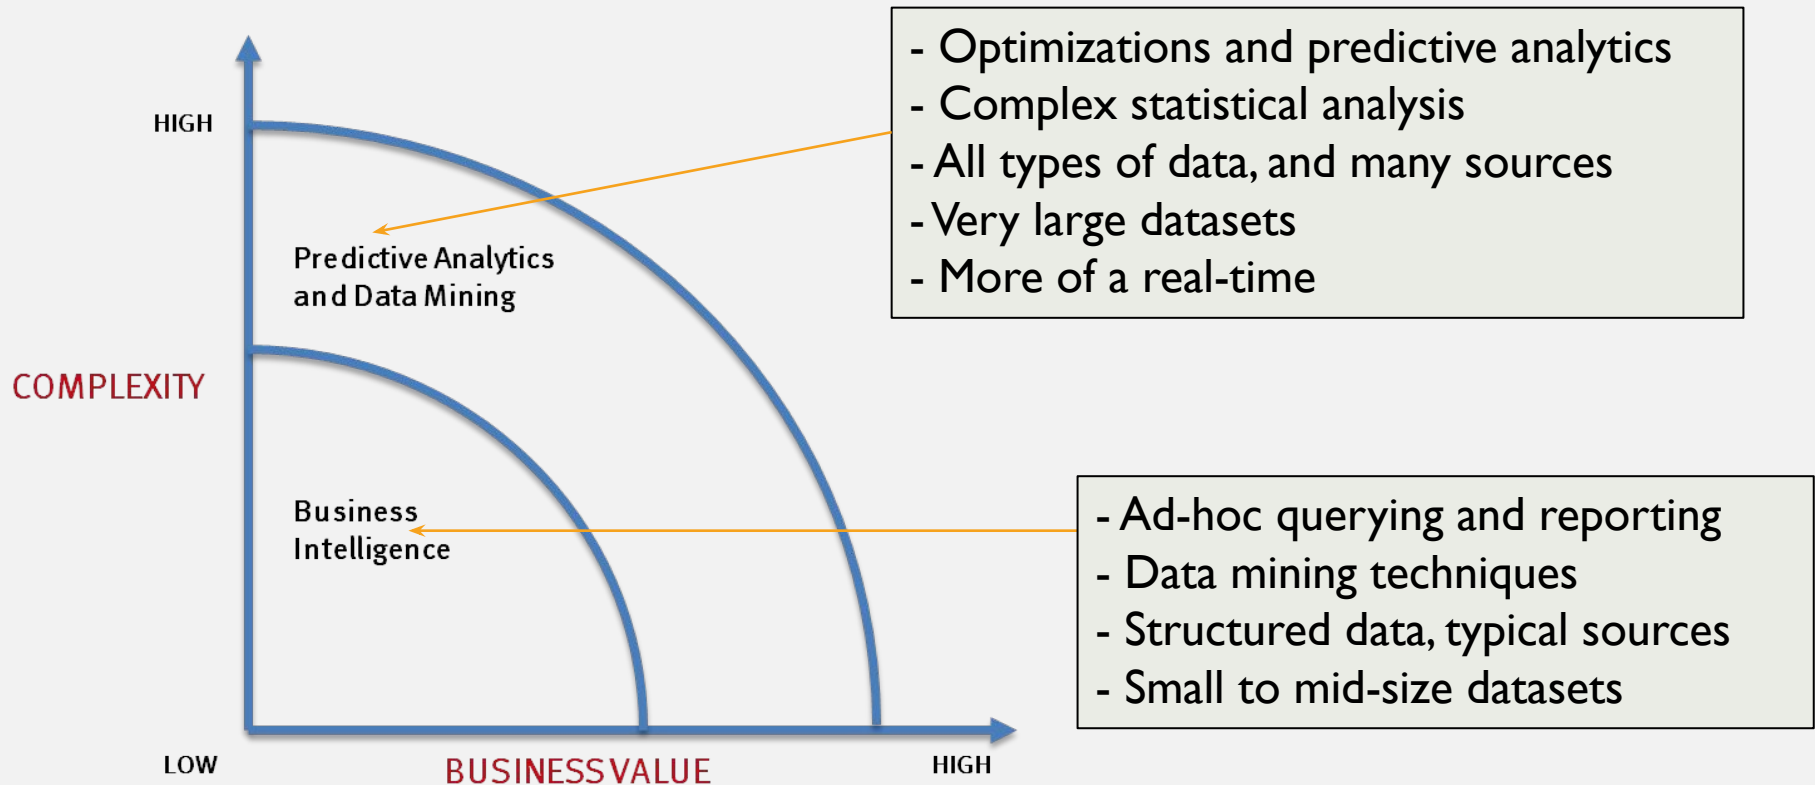 - Optimizations and predictive analytics
- Complex statistical analysis
- All types of data, and many sources
- Very large datasets
- More of a real-time
HIGH
Predictive Analytics
and Data Mining
COMPLEXITY
Business
Intelligence
- Ad-hoc querying and reporting
- Data mining techniques
- Structured data, typical sources
- Small to mid-size datasets
LOW
BUSINESS VALUE
HIGH